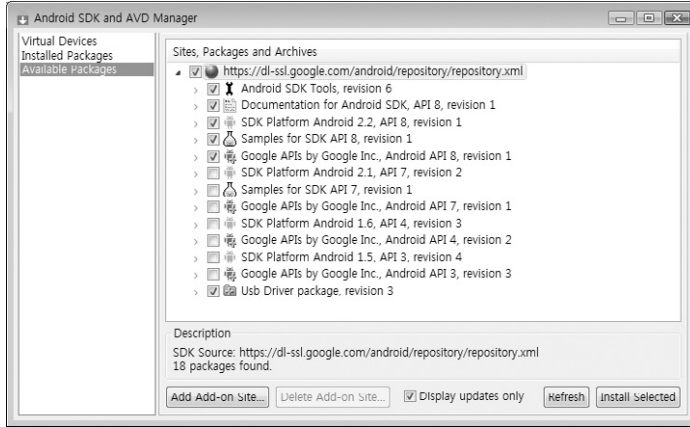 Android SDK and AVD Manager
Virtual Devices
Installed Packages
Available Packages
Sites, Packages and Archives
https://dl-ssl.google.com/android/repository/repository.xml
Android SDK Tools, revision 6
Documentation for Android SDK, API 8, revision 1
SDK Platform Android 2.2, API 8, revision 1
Samples for SDK API 8, revision 1
Google APIs by Google Inc., Android API 8, revision 1
SDK Platform Android 2.1, API 7, revision 2
Samples for SDK API 7, revision 1
Google APIs by Google Inc., Android API 7, revision 1
SDK Platform Android 1.6, API 4, revision 3
Google APIs by Google Inc., Android API 4, revision 2
SDK Platform Android 1.5, API 3, revision 4
Google APIs by Google Inc., Android API 3, revision 3
Usb Driver package, revision 3
Description
SDK Source: https://dl-ssl.google.com/android/repository/repository.xml
18 packages found.
Add Add-on Site... Delete Add-on Site... Display updates only Refresh Install Selected